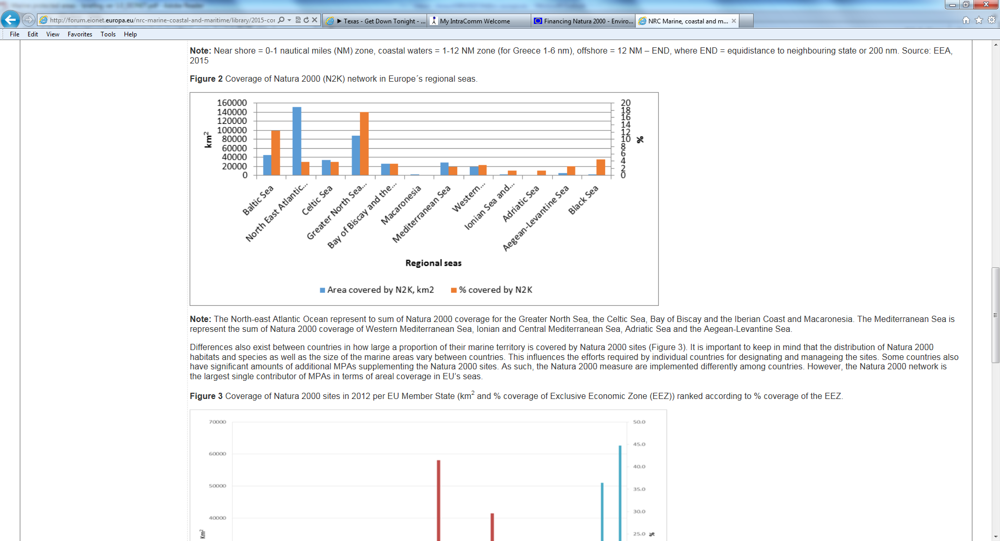 http://forum.eionet.europa.eu/nrc-marine-coastal-and-maritime/library/2015-cor
► Texas - Get Down Tonight - ...
My IntraComm Welcome
Financing Natura 2000 - Enviro...
NRC Marine, coastal and m...
File Edit View Favorites Tools Help
Note: Near shore = 0-1 nautical miles (NM) zone, coastal waters = 1-12 NM zone (for Greece 1-6 nm), offshore = 12 NM – END, where END = equidistance to neighbouring state or 200 nm. Source: EEA,
2015
Figure 2 Coverage of Natura 2000 (N2K) network in Europe´s regional seas.
160000
140000
120000
100000
80000
60000
40000
20000
0
km²
20
18
16
14
12
10
8
6
4
2
0
%
Baltic Sea
North East Atlantic...
Celtic Sea
Greater North Sea...
Bay of Biscay and the...
Macaronesia
Mediterranean Sea
Western...
Ionian Sea and...
Adriatic Sea
Aegean-Levantine Sea
Black Sea
Regional seas
Area covered by N2K, km2
% covered by N2K
Note: The North-east Atlantic Ocean represent to sum of Natura 2000 coverage for the Greater North Sea, the Celtic Sea, Bay of Biscay and the Iberian Coast and Macaronesia. The Mediterranean Sea is
represent the sum of Natura 2000 coverage of Western Mediterranean Sea, Ionian and Central Mediterranean Sea, Adriatic Sea and the Aegean-Levantine Sea.
Differences also exist between countries in how large a proportion of their marine territory is covered by Natura 2000 sites (Figure 3). It is important to keep in mind that the distribution of Natura 2000
habitats and species as well as the size of the marine areas vary between countries. This influences the efforts required by individual countries for designating and manageing the sites. Some countries also
have significant amounts of additional MPAs supplementing the Natura 2000 sites. As such, the Natura 2000 measure are implemented differently among countries. However, the Natura 2000 network is
the largest single contributor of MPAs in terms of areal coverage in EU's seas.
Figure 3 Coverage of Natura 2000 sites in 2012 per EU Member State (km² and % coverage of Exclusive Economic Zone (EEZ)) ranked according to % coverage of the EEZ.
70000
60000
50000
40000
Km²
50.0
45.0
40.0
35.0
30.0
25.0
%